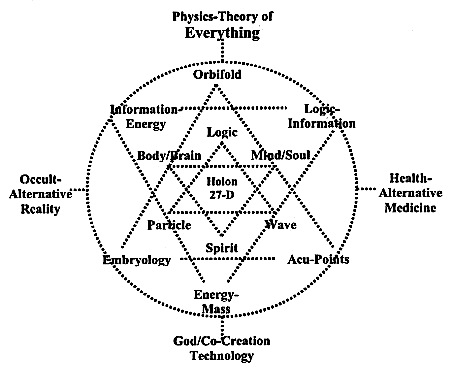 Physics-Theory of
Everything
Orbifold
Information-
Energy
Logic-
Information
Logic
Body/Brain
Mind/Soul
Occult-
Alternative
Reality
Holon
27-D
Health-
Alternative
Medicine
Particle
Wave
Spirit
Embryology
Acu-Points
Energy-
Mass
God/Co-Creation
Technology